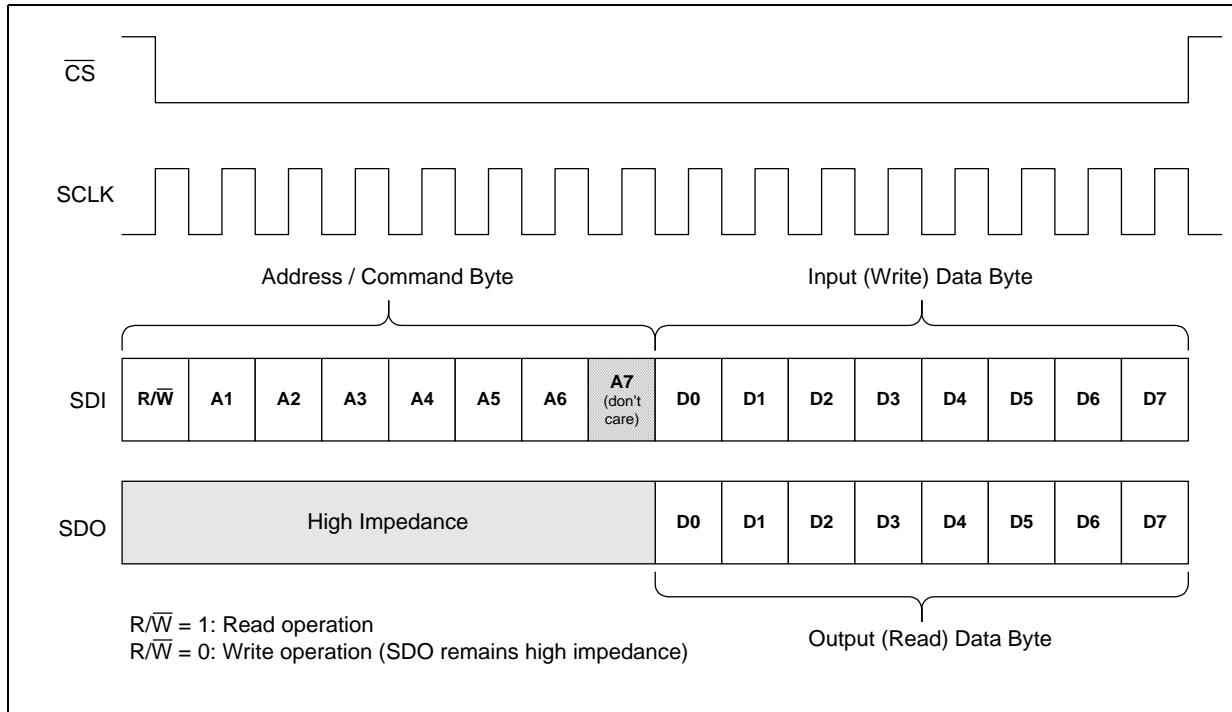 C̅S̅
SCLK
Address / Command Byte
Input (Write) Data Byte
SDI
R/W̅ A1 A2 A3 A4 A5 A6 A7 (don't care) D0 D1 D2 D3 D4 D5 D6 D7
SDO
High Impedance D0 D1 D2 D3 D4 D5 D6 D7
R/W̅ = 1: Read operation
R/W̅ = 0: Write operation (SDO remains high impedance)
Output (Read) Data Byte